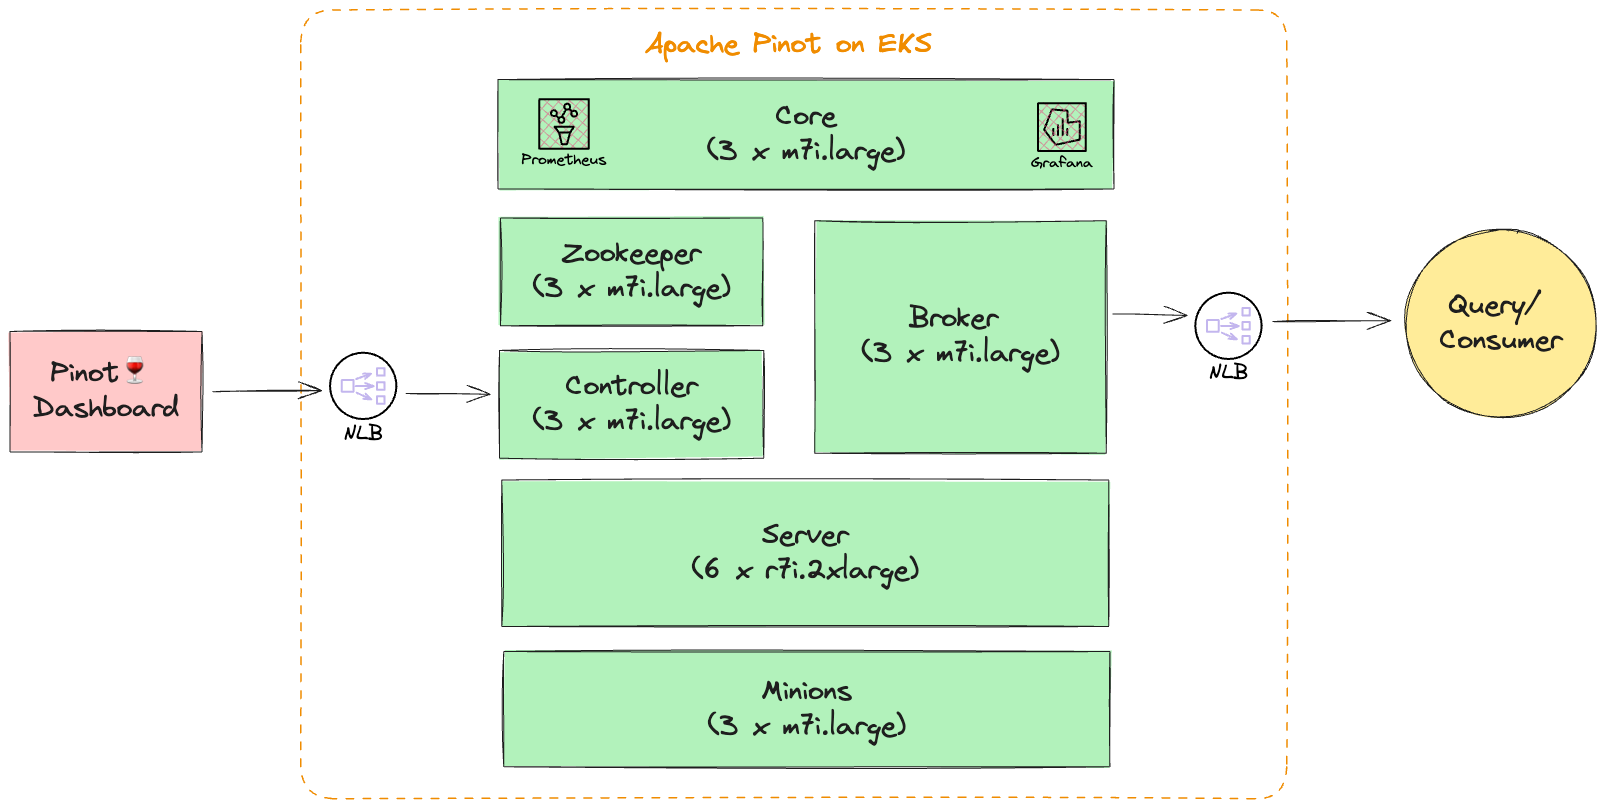 Apache Pinot on EKS
Core
(3 x m7i.large)
Prometheus
Grafana
Zookeeper
(3 x m7i.large)
Broker
(3 x m7i.large)
Controller
(3 x m7i.large)
Server
(6 x r7i.2xlarge)
Minions
(3 x m7i.large)
Pinot🍷
Dashboard
NLB
NLB
Query/
Consumer